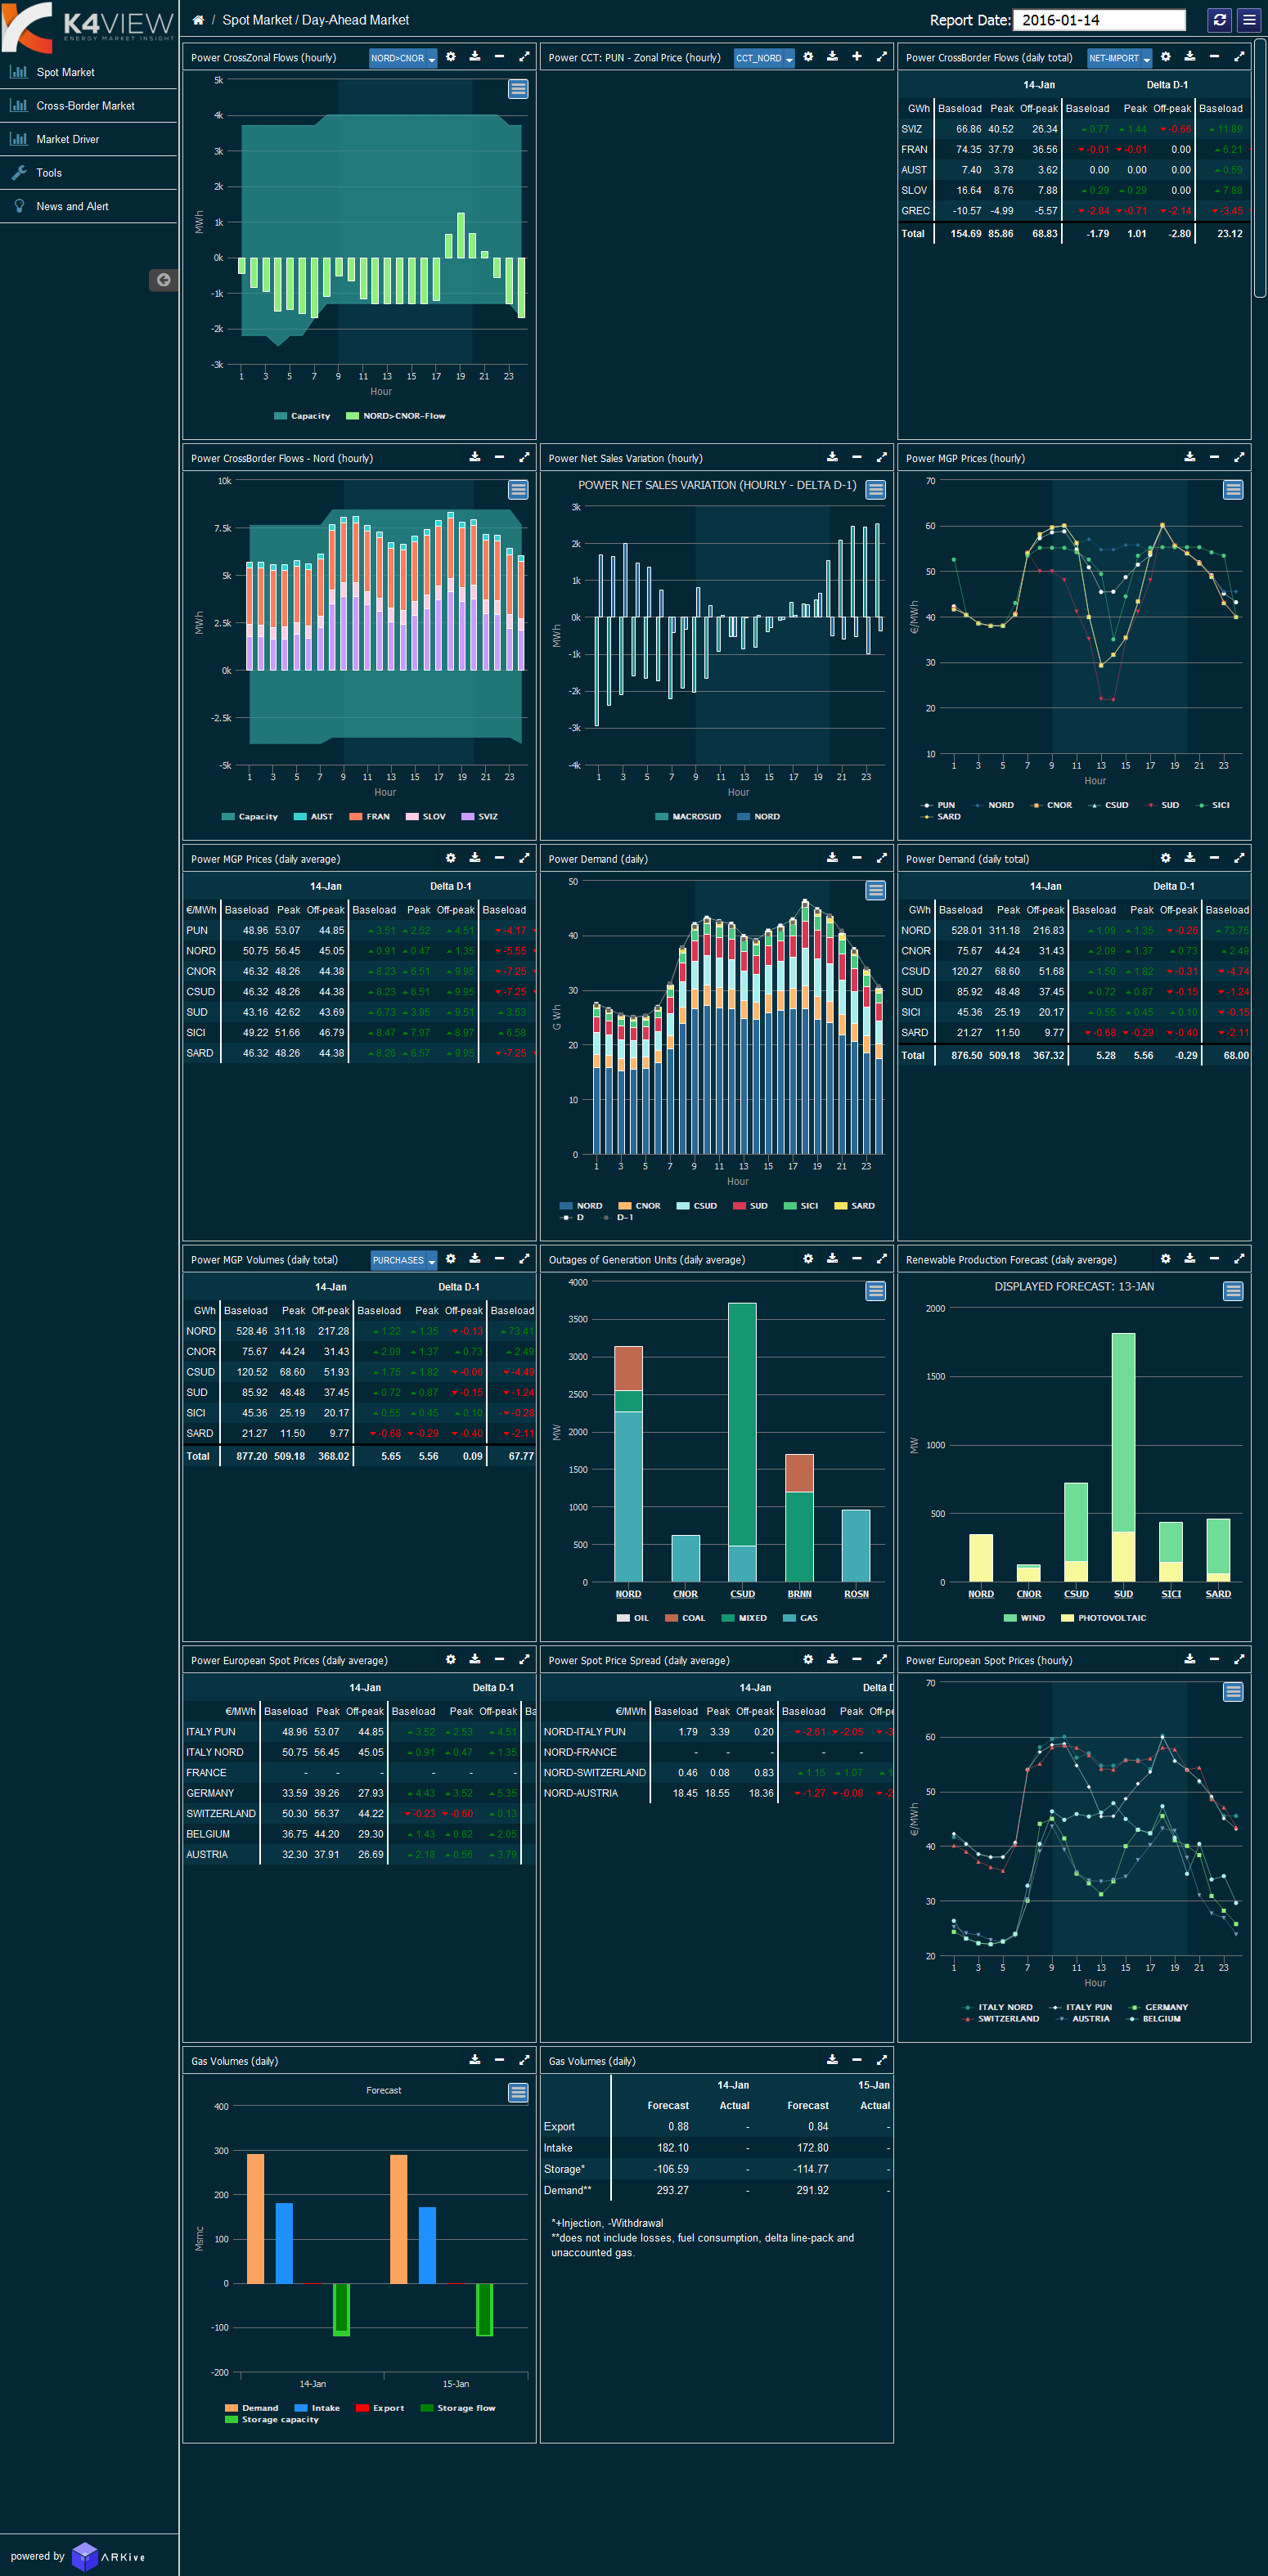 K4VIEW
ENERGY MARKET INSIGHT
Spot Market
Cross-Border Market
Market Driver
Tools
News and Alert
/ Spot Market / Day-Ahead Market
Report Date: 2016-01-14
Power CrossZonal Flows (hourly) NORD>CNOR
5k
4k
3k
2k
1k
0k
-1k
-2k
-3k
MWh
1 3 5 7 9 11 13 15 17 19 21 23
Hour
Capacity NORD>CNOR-Flow
Power CCT: PUN - Zonal Price (hourly) CCT_NORD
Power CrossBorder Flows (daily total) NET-IMPORT
14-Jan Delta D-1
GWh Baseload Peak Off-peak Baseload Peak Off-peak Baseload
SVIZ 66.86 40.52 26.34 0.77 1.44 -0.66 11.89
FRAN 74.35 37.79 36.56 -0.01 -0.01 0.00 6.21
AUST 7.40 3.78 3.62 0.00 0.00 0.00 0.59
SLOV 16.64 8.76 7.88 0.29 0.29 0.00 7.88
GREC -10.57 -4.99 -5.57 -2.84 -0.71 -2.14 -3.45
Total 154.69 85.86 68.83 -1.79 1.01 -2.80 23.12
Power CrossBorder Flows - Nord (hourly)
10k
7.5k
5k
2.5k
0k
-2.5k
-5k
MWh
1 3 5 7 9 11 13 15 17 19 21 23
Hour
Capacity AUST FRAN SLOV SVIZ
Power Net Sales Variation (hourly)
POWER NET SALES VARIATION (HOURLY - DELTA D-1)
3k
2k
1k
0k
-1k
-2k
-3k
-4k
MWh
1 3 5 7 9 11 13 15 17 19 21 23
Hour
MACROSUD NORD
Power MGP Prices (hourly)
70
60
50
40
30
20
10
€/MWh
1 3 5 7 9 11 13 15 17 19 21 23
Hour
PUN NORD CNOR CSUD SUD SICI
SARD
Power MGP Prices (daily average)
14-Jan Delta D-1
€/MWh Baseload Peak Off-peak Baseload Peak Off-peak Baseload
PUN 48.96 53.07 44.85 3.51 2.52 4.51 -4.17
NORD 50.75 56.45 45.05 0.91 0.47 1.35 -5.55
CNOR 46.32 48.26 44.38 8.23 6.51 9.95 -7.25
CSUD 46.32 48.26 44.38 8.23 6.51 9.95 -7.25
SUD 43.16 42.62 43.69 6.73 3.95 9.51 3.53
SICI 49.22 51.66 46.79 8.47 7.97 8.97 6.58
SARD 46.32 48.26 44.38 8.26 6.57 9.95 -7.25
Power Demand (daily)
50
40
30
20
10
0
G Wh
1 3 5 7 9 11 13 15 17 19 21 23
Hour
NORD CNOR CSUD SUD SICI SARD
D D-1
Power Demand (daily total)
14-Jan Delta D-1
GWh Baseload Peak Off-peak Baseload Peak Off-peak Baseload
NORD 528.01 311.18 216.83 1.09 1.35 -0.26 73.75
CNOR 75.67 44.24 31.43 2.09 1.37 0.73 2.49
CSUD 120.27 68.60 51.68 1.50 1.82 -0.31 -4.74
SUD 85.92 48.48 37.45 0.72 0.87 -0.15 -1.24
SICI 45.36 25.19 20.17 0.55 0.45 0.10 -0.15
SARD 21.27 11.50 9.77 -0.68 -0.29 -0.40 -2.11
Total 876.50 509.18 367.32 5.28 5.56 -0.29 68.00
Power MGP Volumes (daily total) PURCHASES
14-Jan Delta D-1
GWh Baseload Peak Off-peak Baseload Peak Off-peak Baseload
NORD 528.46 311.18 217.28 1.22 1.35 -0.13 73.41
CNOR 75.67 44.24 31.43 2.09 1.37 0.73 2.49
CSUD 120.52 68.60 51.93 1.75 1.82 -0.06 -4.49
SUD 85.92 48.48 37.45 0.72 0.87 -0.15 -1.24
SICI 45.36 25.19 20.17 0.55 0.45 0.10 -0.28
SARD 21.27 11.50 9.77 -0.68 -0.29 -0.40 -2.11
Total 877.20 509.18 368.02 5.65 5.56 0.09 67.77
Outages of Generation Units (daily average)
4000
3500
3000
2500
2000
1500
1000
500
0
MW
NORD CNOR CSUD BRNN ROSN
OIL COAL MIXED GAS
Renewable Production Forecast (daily average)
DISPLAYED FORECAST: 13-JAN
2000
1500
1000
500
0
MW
NORD CNOR CSUD SUD SICI SARD
WIND PHOTOVOLTAIC
Power European Spot Prices (daily average)
14-Jan Delta D-1
€/MWh Baseload Peak Off-peak Baseload Peak Off-peak Ba
ITALY PUN 48.96 53.07 44.85 3.52 2.53 4.51
ITALY NORD 50.75 56.45 45.05 0.91 0.47 1.35
FRANCE - - - - - -
GERMANY 33.59 39.26 27.93 4.43 3.52 5.35
SWITZERLAND 50.30 56.37 44.22 -0.23 -0.60 0.13
BELGIUM 36.75 44.20 29.30 1.43 0.82 2.05
AUSTRIA 32.30 37.91 26.69 2.18 0.56 3.79
Power Spot Price Spread (daily average)
14-Jan Delta D
€/MWh Baseload Peak Off-peak Baseload Peak Off-p
NORD-ITALY PUN 1.79 3.39 0.20 -2.61 -2.05 -3
NORD-FRANCE - - - - -
NORD-SWITZERLAND 0.46 0.08 0.83 1.15 1.07 1
NORD-AUSTRIA 18.45 18.55 18.36 -1.27 -0.08 -2
Power European Spot Prices (hourly)
70
60
50
40
30
20
€/MWh
1 3 5 7 9 11 13 15 17 19 21 23
Hour
ITALY NORD ITALY PUN GERMANY
SWITZERLAND AUSTRIA BELGIUM
Gas Volumes (daily)
Forecast
400
300
200
100
0
-100
-200
Msmc
14-Jan 15-Jan
Demand Intake Export Storage flow
Storage capacity
Gas Volumes (daily)
14-Jan 15-Jan
Forecast Actual Forecast Actual
Export 0.88 - 0.84 -
Intake 182.10 - 172.80 -
Storage* -106.59 - -114.77 -
Demand** 293.27 - 291.92 -
*+Injection, -Withdrawal
**does not include losses, fuel consumption, delta line-pack and
unaccounted gas.
powered by ARKive